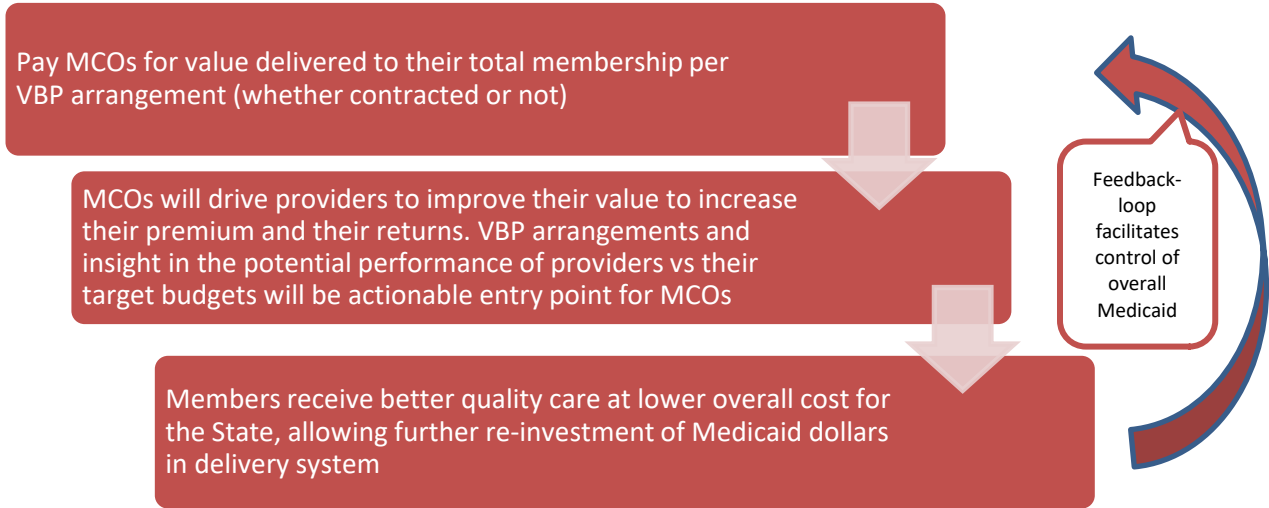 Pay MCOs for value delivered to their total membership per
VBP arrangement (whether contracted or not)
MCOs will drive providers to improve their value to increase
their premium and their returns. VBP arrangements and
insight in the potential performance of providers vs their
target budgets will be actionable entry point for MCOs
Members receive better quality care at lower overall cost for
the State, allowing further re-investment of Medicaid dollars
in delivery system
Feedback-
loop
facilitates
control of
overall
Medicaid